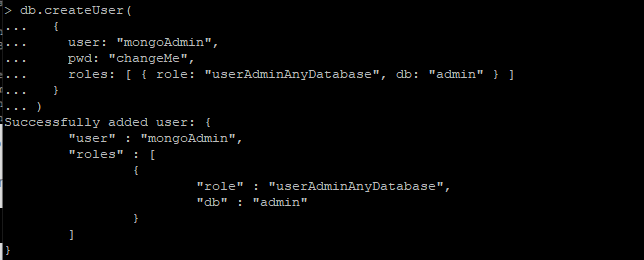 > db.createUser(
...   {
...     user: "mongoAdmin",
...     pwd: "changeMe",
...     roles: [ { role: "userAdminAnyDatabase", db: "admin" } ]
...   }
... )
Successfully added user: {
        "user" : "mongoAdmin",
        "roles" : [
                {
                        "role" : "userAdminAnyDatabase",
                        "db" : "admin"
                }
        ]
}